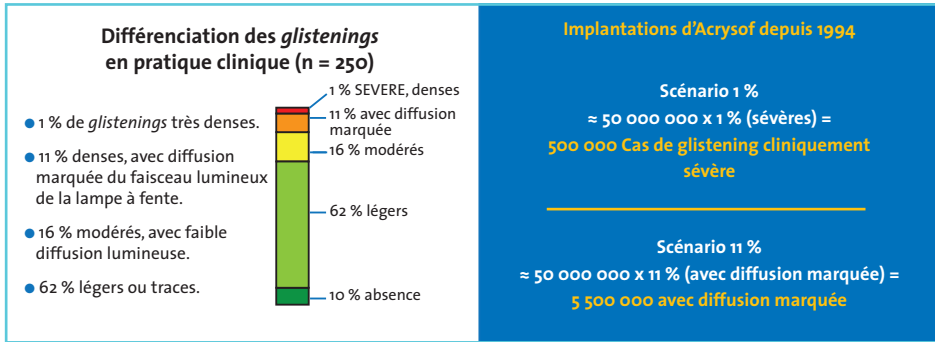 Différenciation des glistenings
en pratique clinique (n = 250)
● 1 % de glistenings très denses.
● 11 % denses, avec diffusion
marquée du faisceau lumineux
de la lampe à fente.
● 16 % modérés, avec faible
diffusion lumineuse.
● 62 % légers ou traces.
1 % SEVERE, denses
11 % avec diffusion
marquée
16 % modérés
62 % légers
10 % absence
Implantations d’Acrysof depuis 1994
Scénario 1 %
≈ 50 000 000 x 1 % (sévères) =
500 000 Cas de glistening cliniquement
sévère
Scénario 11 %
≈ 50 000 000 x 11 % (avec diffusion marquée) =
5 500 000 avec diffusion marquée